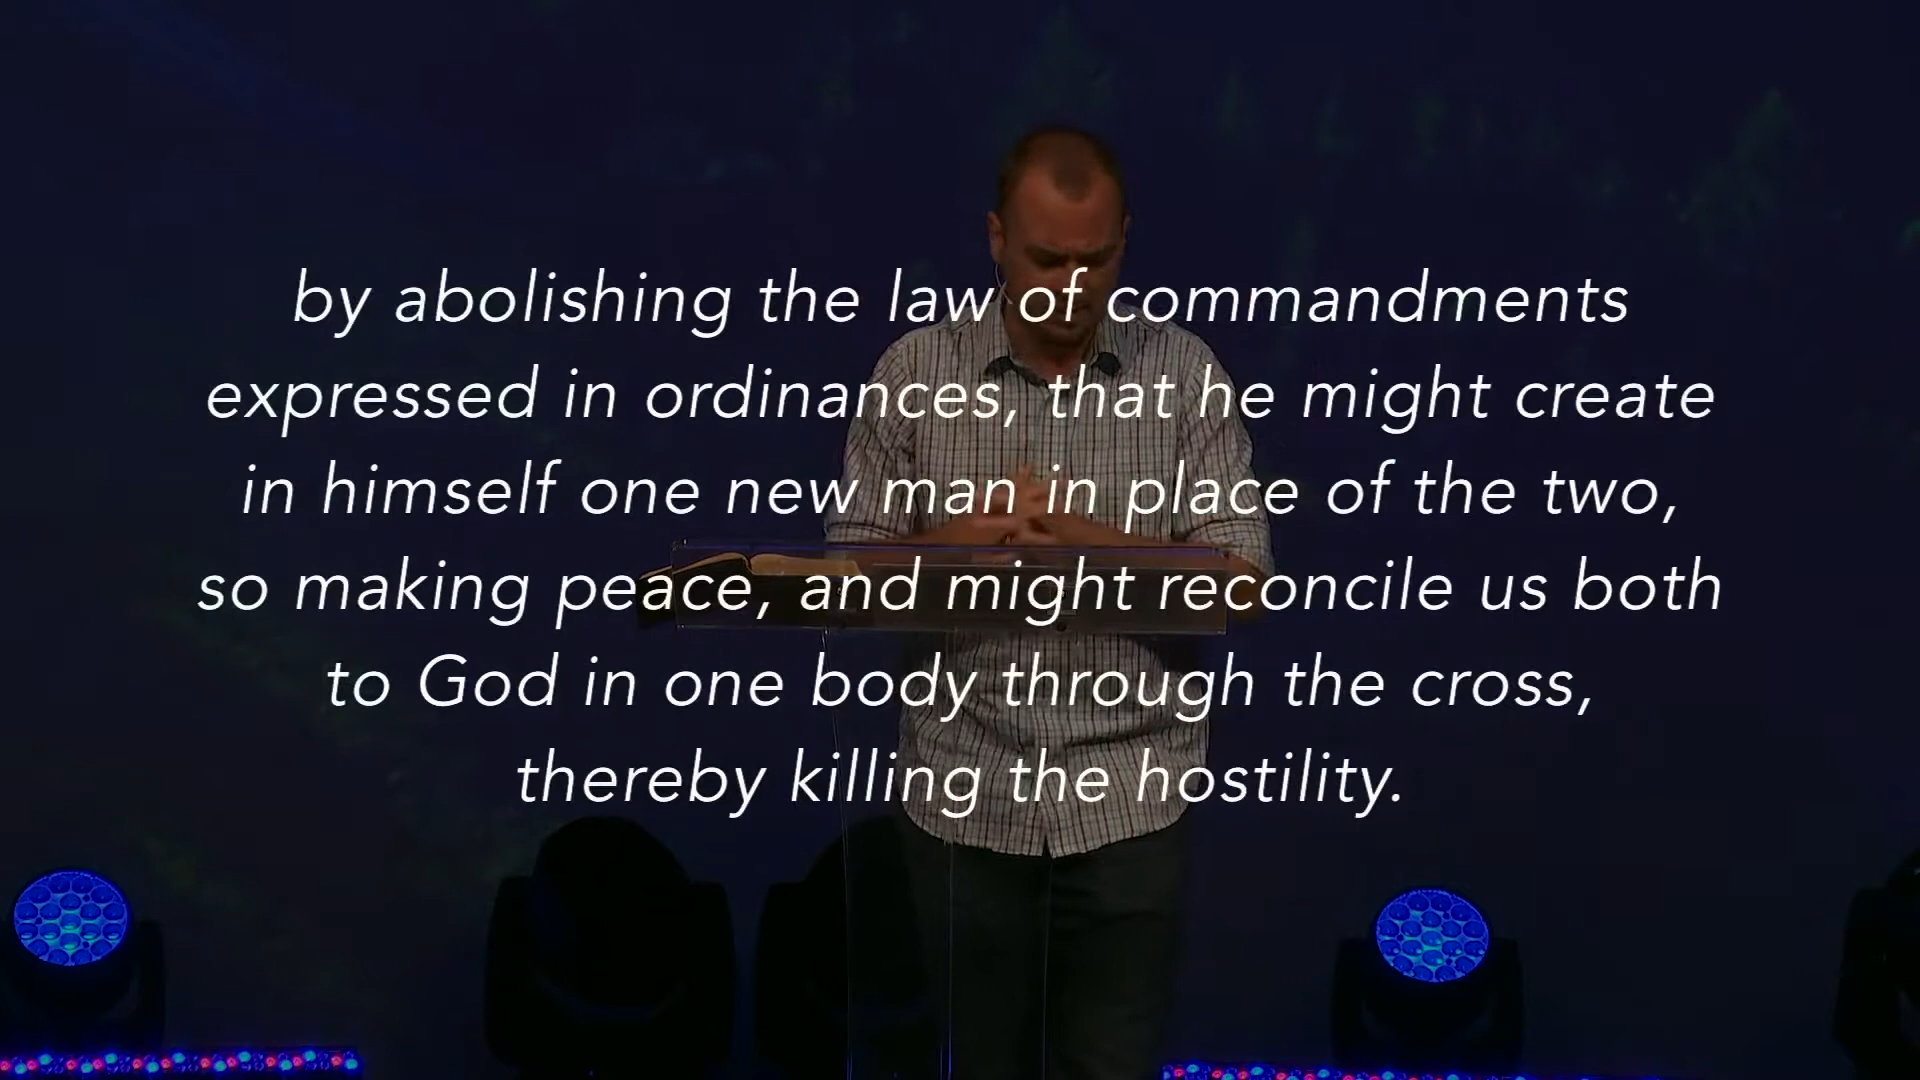 by abolishing the law of commandments
expressed in ordinances, that he might create
in himself one new man in place of the two,
so making peace, and might reconcile us both
to God in one body through the cross,
thereby killing the hostility.